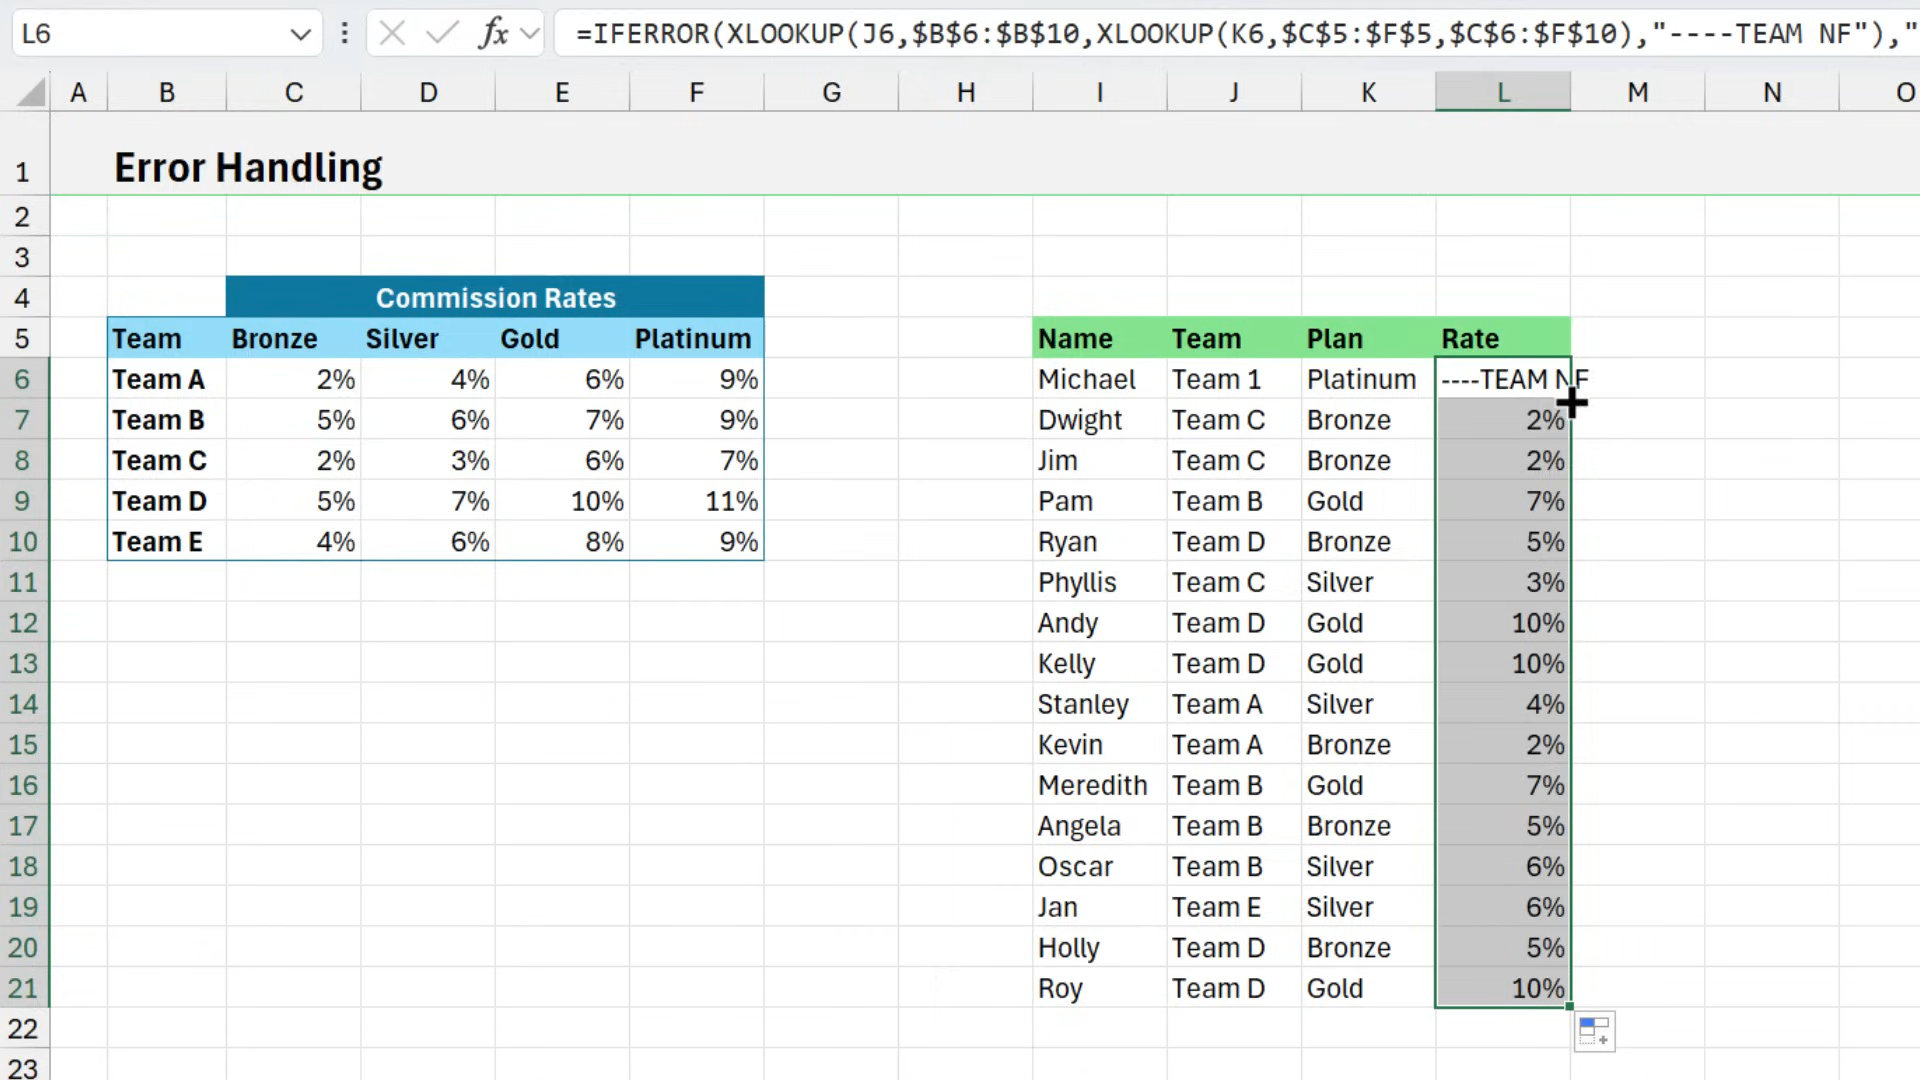 L6 fx =IFERROR(XLOOKUP(J6,$B$6:$B$10,XLOOKUP(K6,$C$5:$F$5,$C$6:$F$10),"----TEAM NF"),"
A B C D E F G H I J K L M N O
1 Error Handling
2
3
4 Commission Rates
5 Team Bronze Silver Gold Platinum Name Team Plan Rate
6 Team A 2% 4% 6% 9% Michael Team 1 Platinum ----TEAM NF
7 Team B 5% 6% 7% 9% Dwight Team C Bronze 2%
8 Team C 2% 3% 6% 7% Jim Team C Bronze 2%
9 Team D 5% 7% 10% 11% Pam Team B Gold 7%
10 Team E 4% 6% 8% 9% Ryan Team D Bronze 5%
11 Phyllis Team C Silver 3%
12 Andy Team D Gold 10%
13 Kelly Team D Gold 10%
14 Stanley Team A Silver 4%
15 Kevin Team A Bronze 2%
16 Meredith Team B Gold 7%
17 Angela Team B Bronze 5%
18 Oscar Team B Silver 6%
19 Jan Team E Silver 6%
20 Holly Team D Bronze 5%
21 Roy Team D Gold 10%
22
23